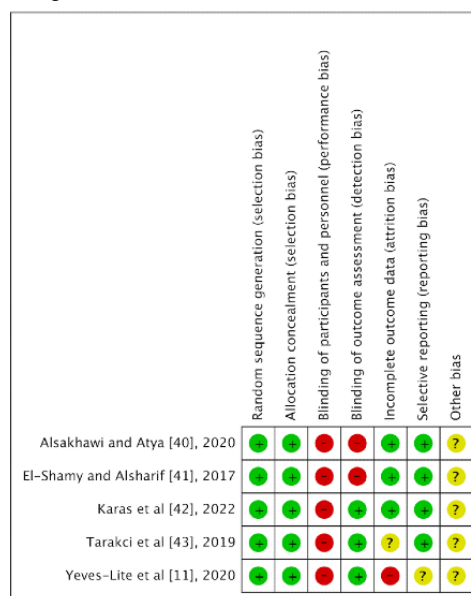 Random sequence generation (selection bias)
Allocation concealment (selection bias)
Blinding of participants and personnel (performance bias)
Blinding of outcome assessment (detection bias)
Incomplete outcome data (attrition bias)
Selective reporting (reporting bias)
Other bias
Alsakhawi and Atya [40], 2020 + + - - + + ?
El-Shamy and Alsharif [41], 2017 + + - - + + ?
Karas et al [42], 2022 + + - + + + ?
Tarakci et al [43], 2019 + + - + ? + ?
Yeves-Lite et al [11], 2020 + + - + - ? ?